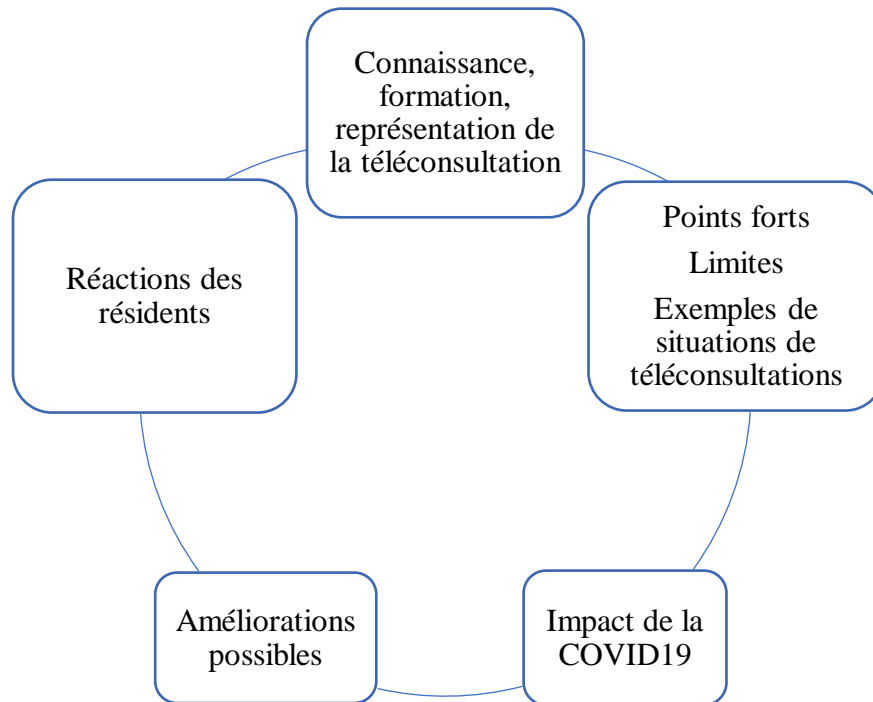 Connaissance,
formation,
représentation de
la téléconsultation
Points forts
Limites
Exemples de
situations de
téléconsultations
Impact de la
COVID19
Améliorations
possibles
Réactions des
résidents